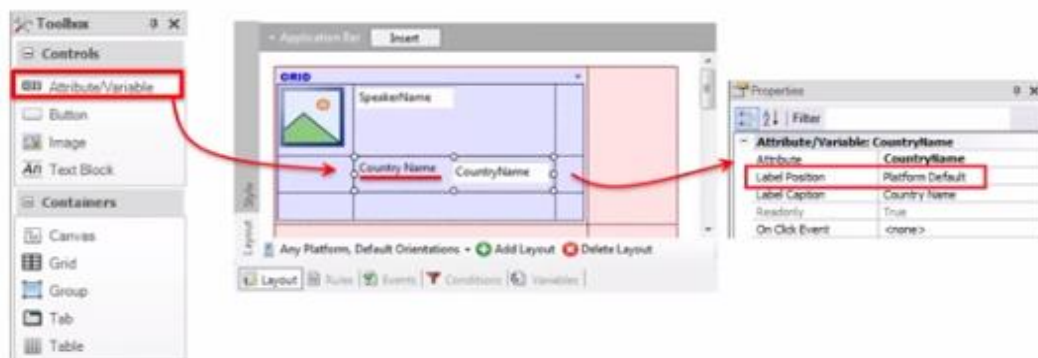 Toolbox
Controls
Attribute/Variable
Button
Image
Text Block
Containers
Canvas
Grid
Group
Tab
Table
Application Bar
Insert
GRID
SpeakerName
Country Name
CountryName
Style
Layout
Any Platform, Default Orientations
Add Layout
Delete Layout
Layout
Rules
Events
Conditions
Variables
Properties
Filter
Attribute/Variable: CountryName
Attribute CountryName
Label Position Platform Default
Label Caption Country Name
Readonly True
On Click Event <none>